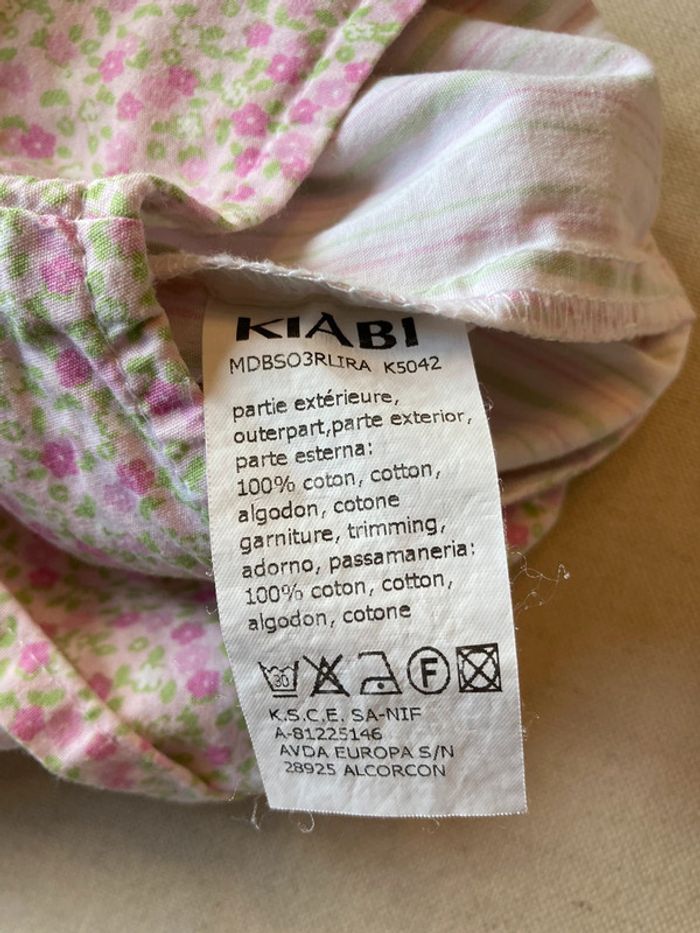 KIABI
MDBSO3RLIRA K5042
partie extérieure,
outerpart,parte exterior,
parte esterna:
100% coton, cotton,
algodon, cotone
garniture, trimming,
adorno, passamaneria:
100% coton, cotton,
algodon, cotone
30 F
K.S.C.E. SA-NIF
A-81225146
AVDA EUROPA S/N
28925 ALCORCON